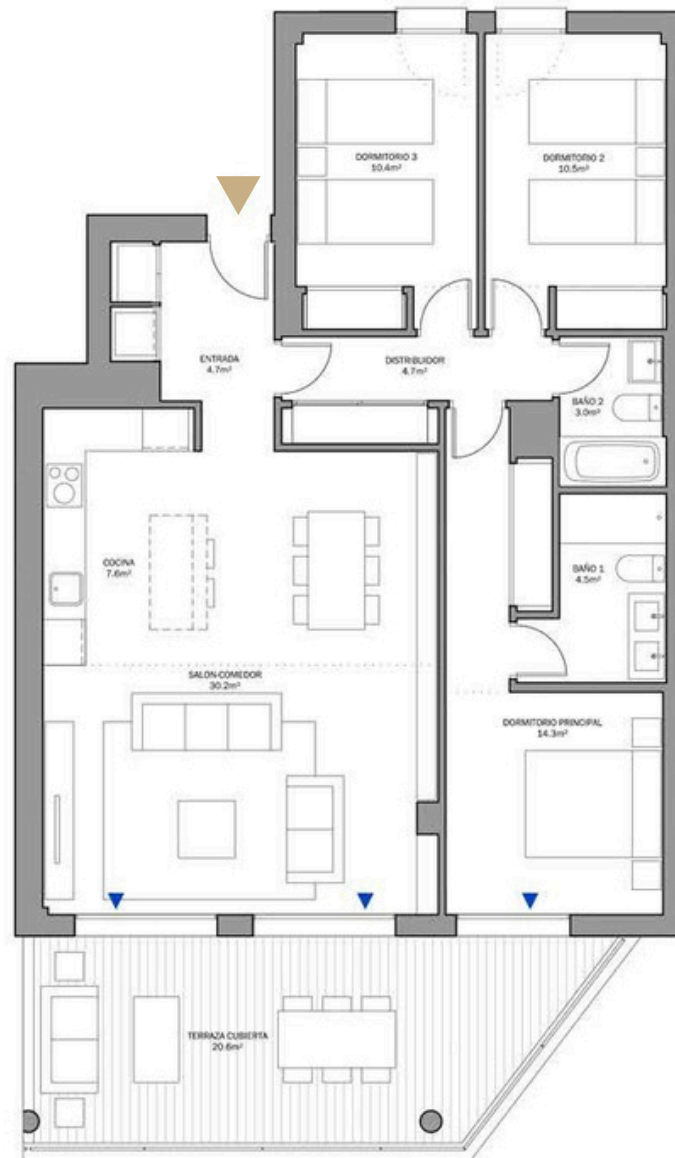 DORMITORIO 3
10.4m²
DORMITORIO 2
10.5m²
ENTRADA
4.7m²
DISTRIBUIDOR
4.7m²
BAÑO 2
3.0m²
COCINA
7.6m²
BAÑO 1
4.5m²
SALON-COMEDOR
30.2m²
DORMITORIO PRINCIPAL
14.3m²
TERRAZA CUBIERTA
20.6m²